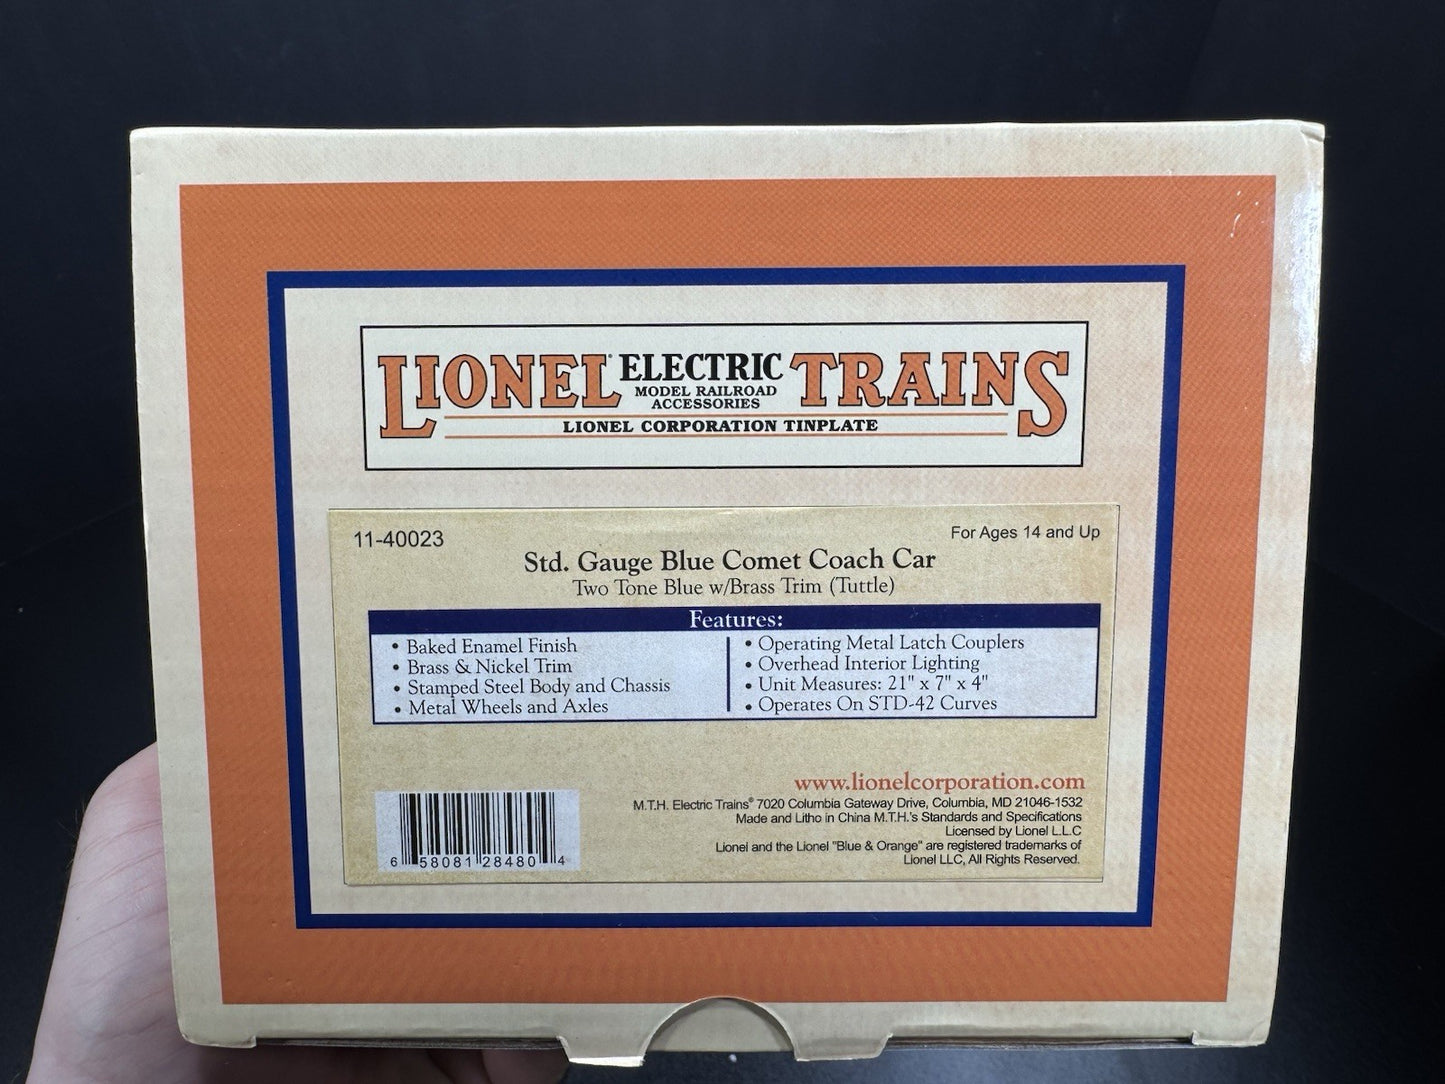 LIONEL® ELECTRIC TRAINS
MODEL RAILROAD
ACCESSORIES
LIONEL CORPORATION TINPLATE
11-40023
For Ages 14 and Up
Std. Gauge Blue Comet Coach Car
Two Tone Blue w/Brass Trim (Tuttle)
Features:
• Baked Enamel Finish
• Brass & Nickel Trim
• Stamped Steel Body and Chassis
• Metal Wheels and Axles
• Operating Metal Latch Couplers
• Overhead Interior Lighting
• Unit Measures: 21" x 7" x 4"
• Operates On STD-42 Curves
www.lionelcorporation.com
M.T.H. Electric Trains® 7020 Columbia Gateway Drive, Columbia, MD 21046-1532
Made and Litho in China M.T.H.'s Standards and Specifications
Licensed by Lionel L.L.C
Lionel and the Lionel "Blue & Orange" are registered trademarks of
Lionel LLC, All Rights Reserved.
6 58081 28480 4